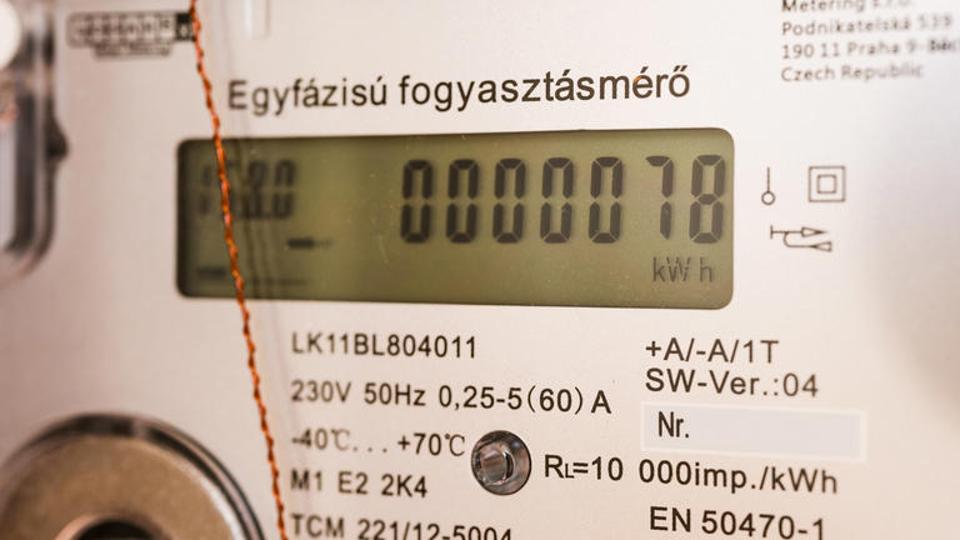 Metering s.r.o.
Podnikatelská 539
190 11 Praha 9-
Czech Republic
Egyfázisú fogyasztásmérő
0000078
kWh
LK11BL804011
230V 50Hz 0,25-5(60) A
-40℃... +70℃
M1 E2 2K4
TCM 221/12-5004
+A/-A/1T
SW-Ver.:04
Nr.
RL=10 000imp./kWh
EN 50470-1